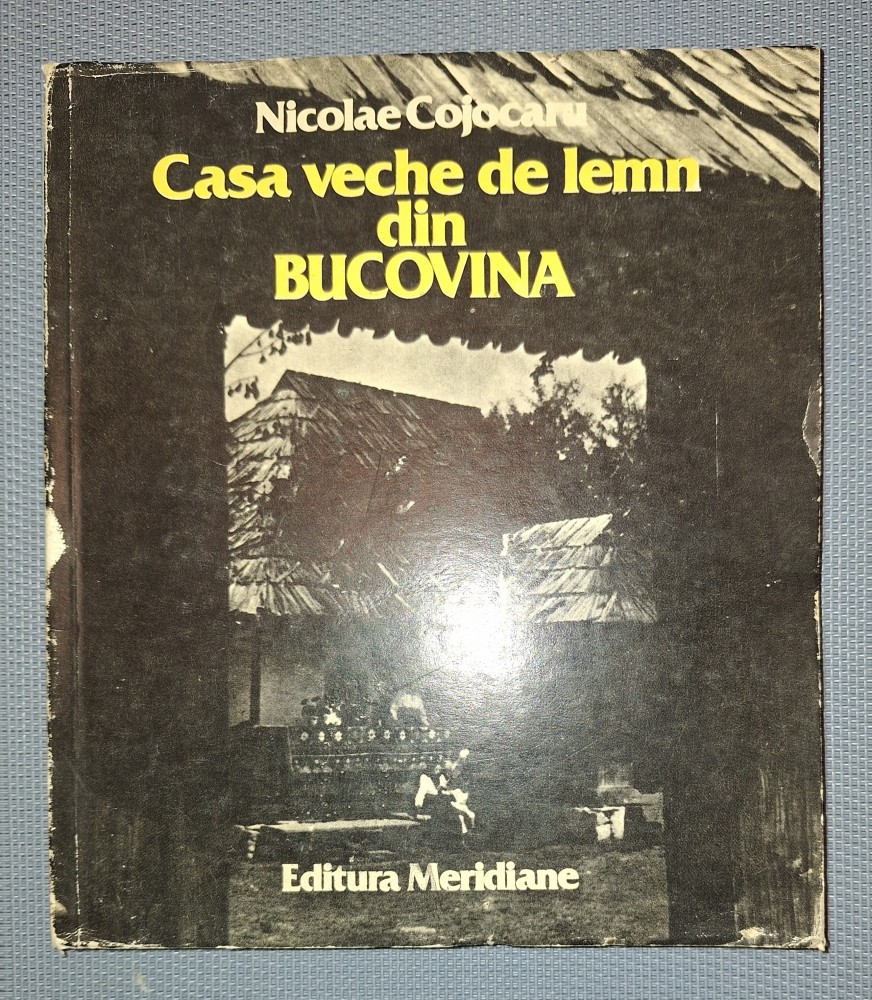 Nicolae Cojocaru
Casa veche de lemn
din
BUCOVINA
Editura Meridiane